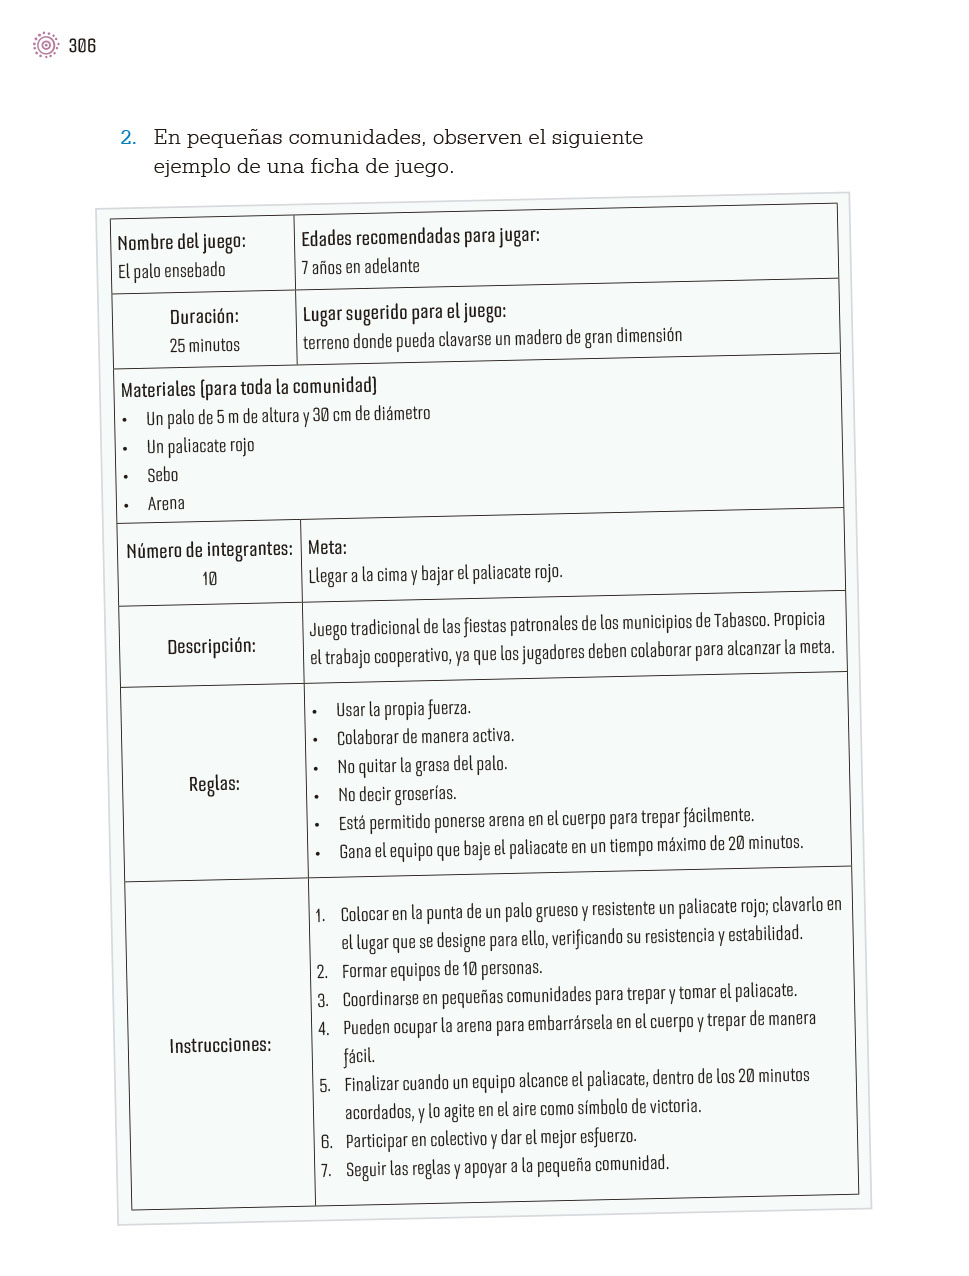 306
2. En pequeñas comunidades, observen el siguiente
ejemplo de una ficha de juego.
Nombre del juego:
El palo ensebado
Edades recomendadas para jugar:
7 años en adelante
Duración:
25 minutos
Lugar sugerido para el juego:
terreno donde pueda clavarse un madero de gran dimensión
Materiales (para toda la comunidad)
• Un palo de 5 m de altura y 30 cm de diámetro
• Un paliacate rojo
• Sebo
• Arena
Número de integrantes:
10
Meta:
Llegar a la cima y bajar el paliacate rojo.
Descripción:
Juego tradicional de las fiestas patronales de los municipios de Tabasco. Propicia
el trabajo cooperativo, ya que los jugadores deben colaborar para alcanzar la meta.
Reglas:
• Usar la propia fuerza.
• Colaborar de manera activa.
• No quitar la grasa del palo.
• No decir groserías.
• Está permitido ponerse arena en el cuerpo para trepar fácilmente.
• Gana el equipo que baje el paliacate en un tiempo máximo de 20 minutos.
Instrucciones:
1. Colocar en la punta de un palo grueso y resistente un paliacate rojo; clavarlo en
el lugar que se designe para ello, verificando su resistencia y estabilidad.
2. Formar equipos de 10 personas.
3. Coordinarse en pequeñas comunidades para trepar y tomar el paliacate.
4. Pueden ocupar la arena para embarrársela en el cuerpo y trepar de manera
fácil.
5. Finalizar cuando un equipo alcance el paliacate, dentro de los 20 minutos
acordados, y lo agite en el aire como símbolo de victoria.
6. Participar en colectivo y dar el mejor esfuerzo.
7. Seguir las reglas y apoyar a la pequeña comunidad.